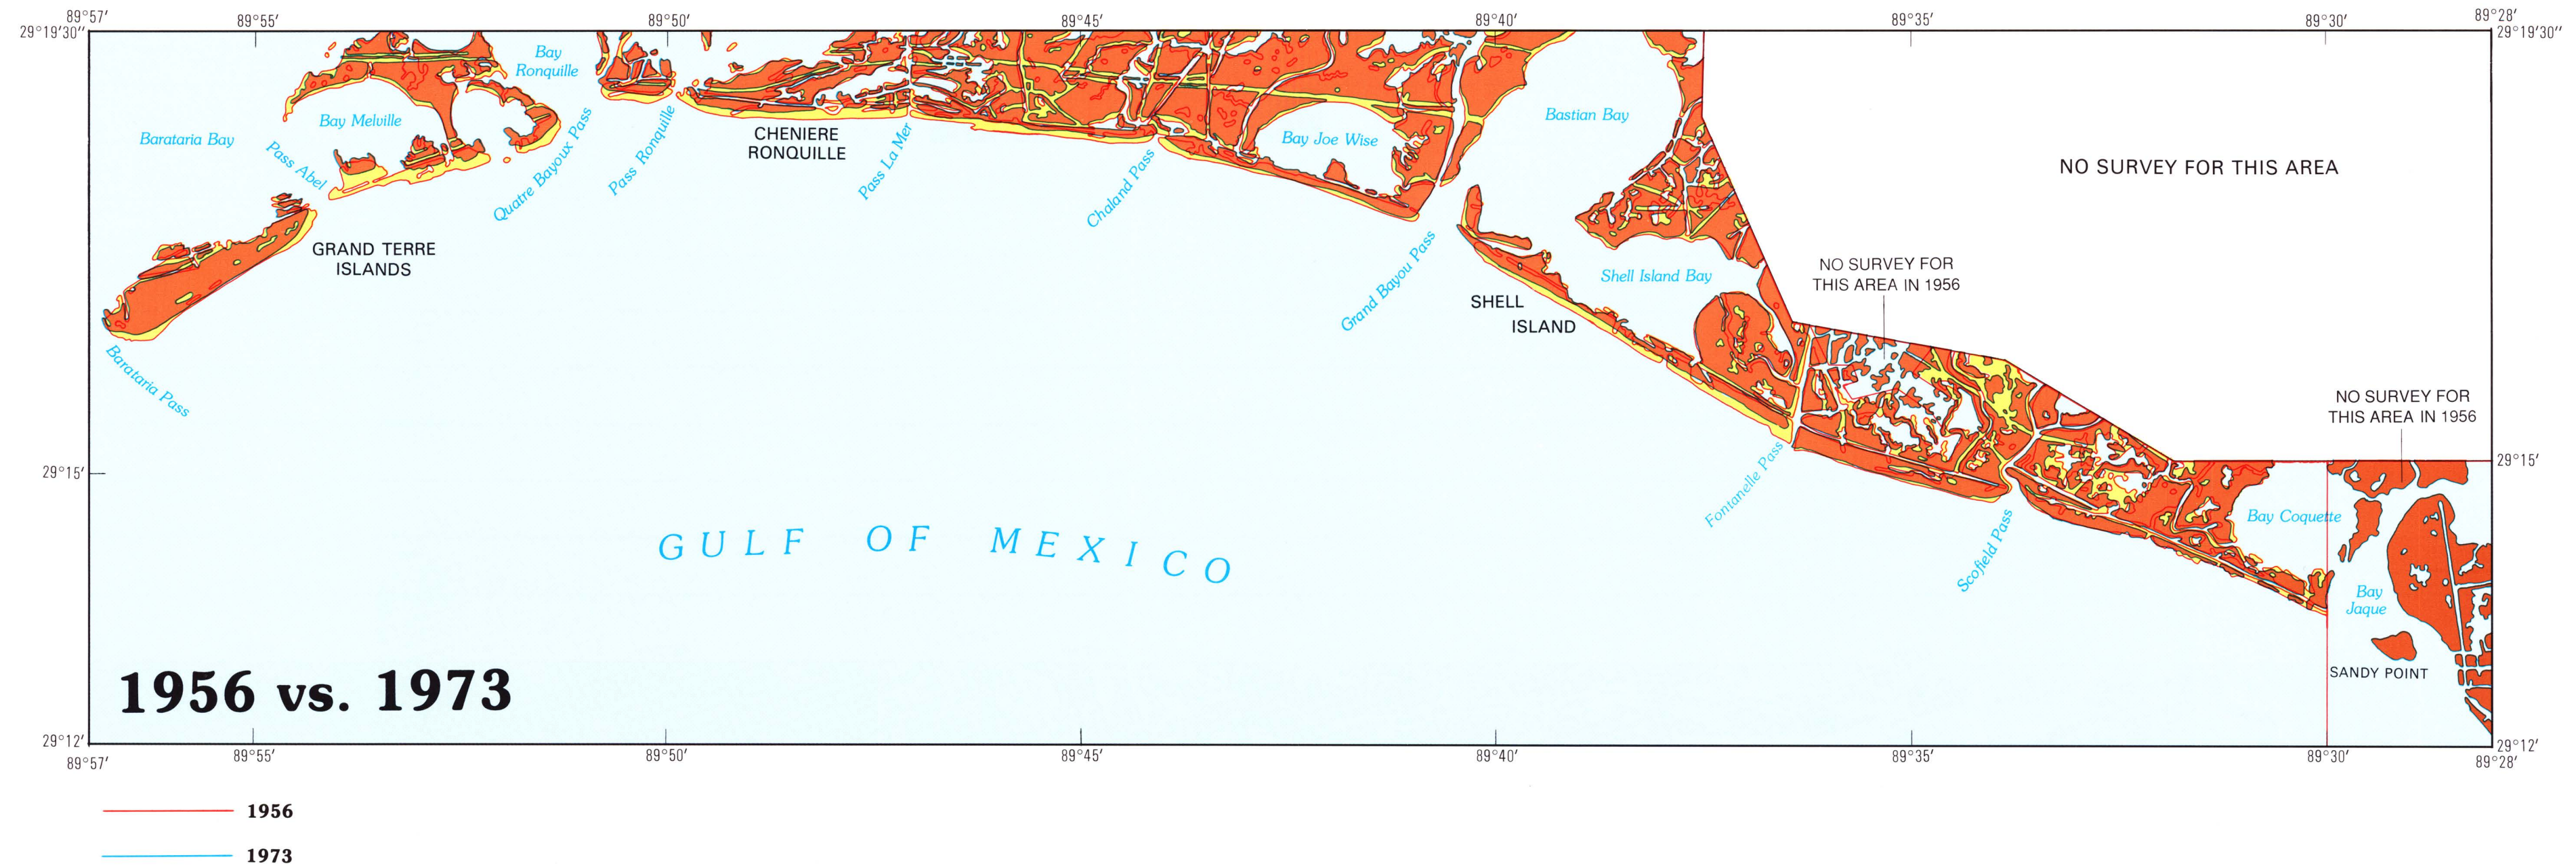 89°57′
89°55′
89°50′
89°45′
89°40′
89°35′
89°30′
89°28′
29°19′30″
29°19′30″
Bay
Ronquille
Barataria Bay
Bay Melville
Pass Abel
Quatre Bayoux Pass
Pass Ronquille
CHENIERE
RONQUILLE
Pass La Mer
Chaland Pass
Bay Joe Wise
Bastian Bay
NO SURVEY FOR THIS AREA
GRAND TERRE
ISLANDS
Grand Bayou Pass
Shell Island Bay
NO SURVEY FOR
THIS AREA IN 1956
SHELL
ISLAND
Barataria Pass
NO SURVEY FOR
THIS AREA IN 1956
29°15′
29°15′
Fontanelle Pass
Scofield Pass
Bay Coquette
GULF OF MEXICO
Bay
Jaque
SANDY POINT
1956 vs. 1973
29°12′
29°12′
89°57′
89°55′
89°50′
89°45′
89°40′
89°35′
89°30′
89°28′
1956
1973